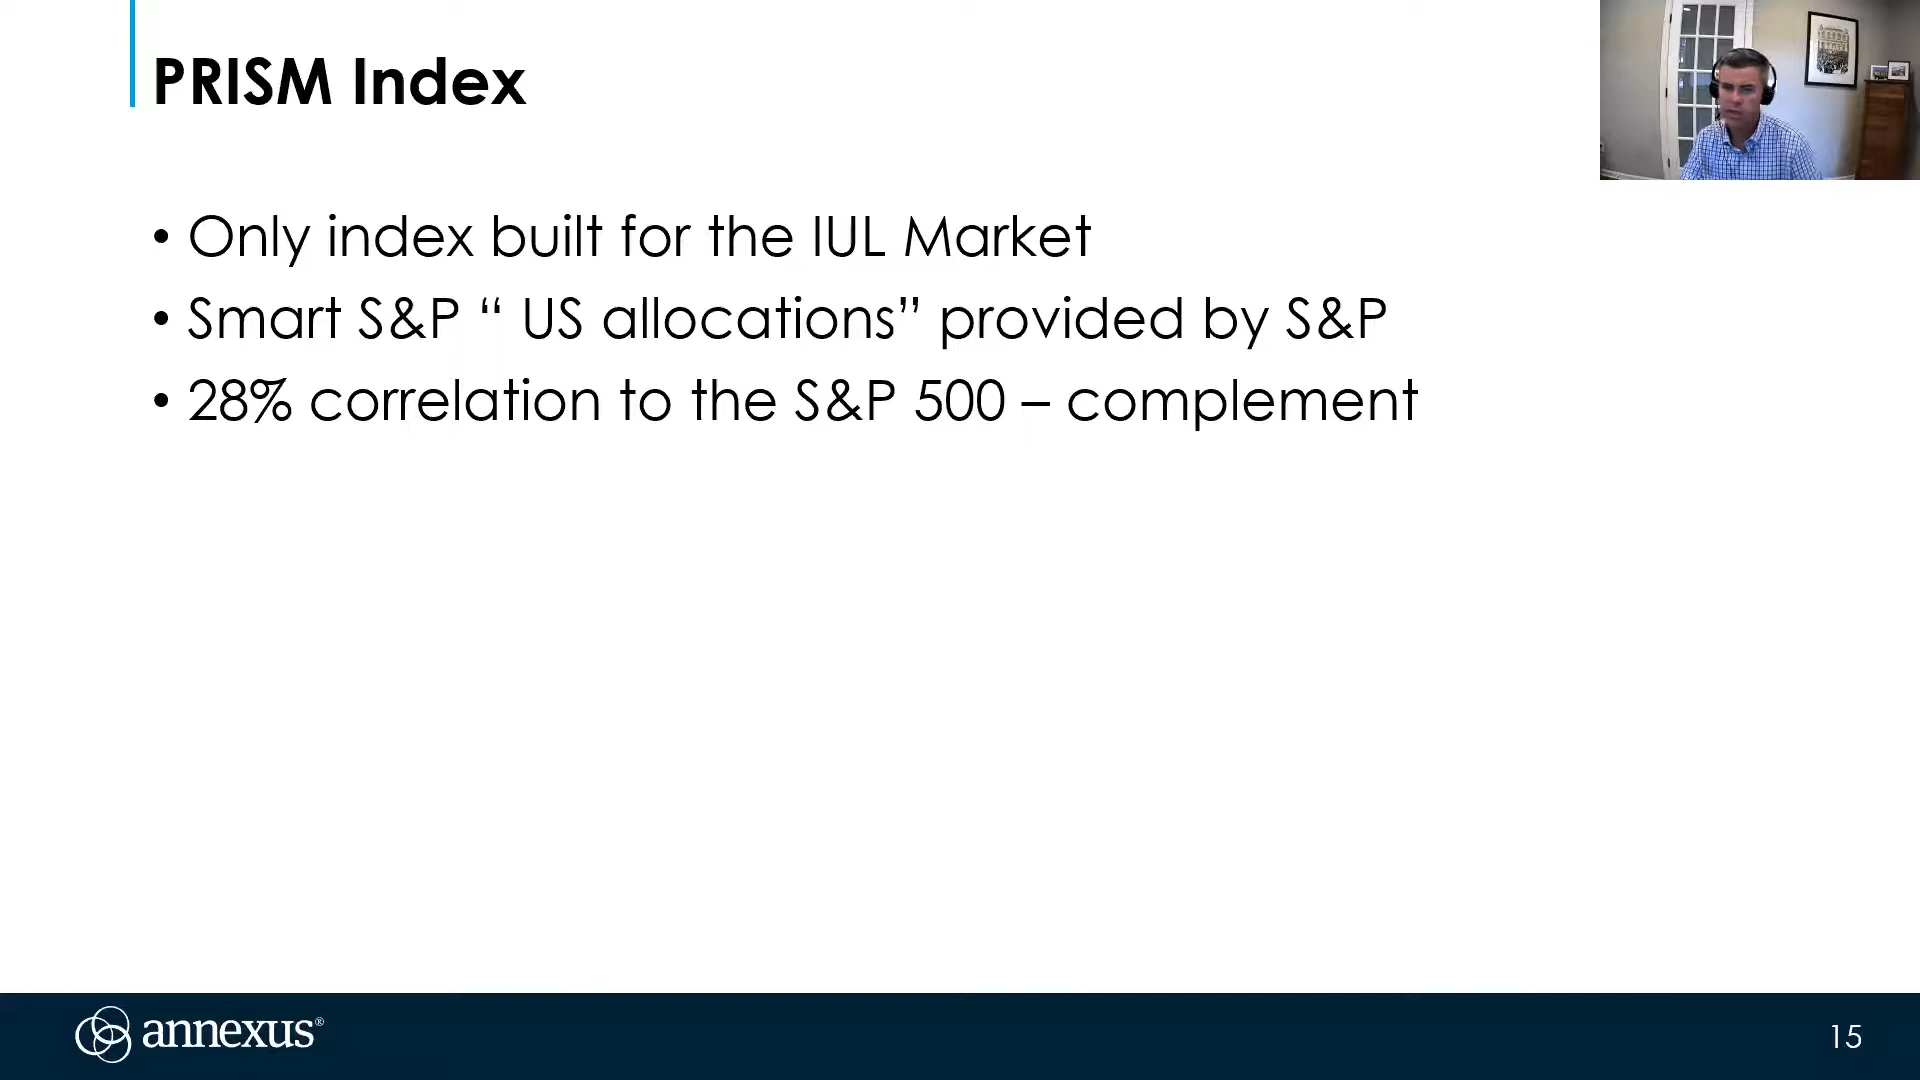 PRISM Index
• Only index built for the IUL Market
• Smart S&P “ US allocations” provided by S&P
• 28% correlation to the S&P 500 – complement
annexus®
15